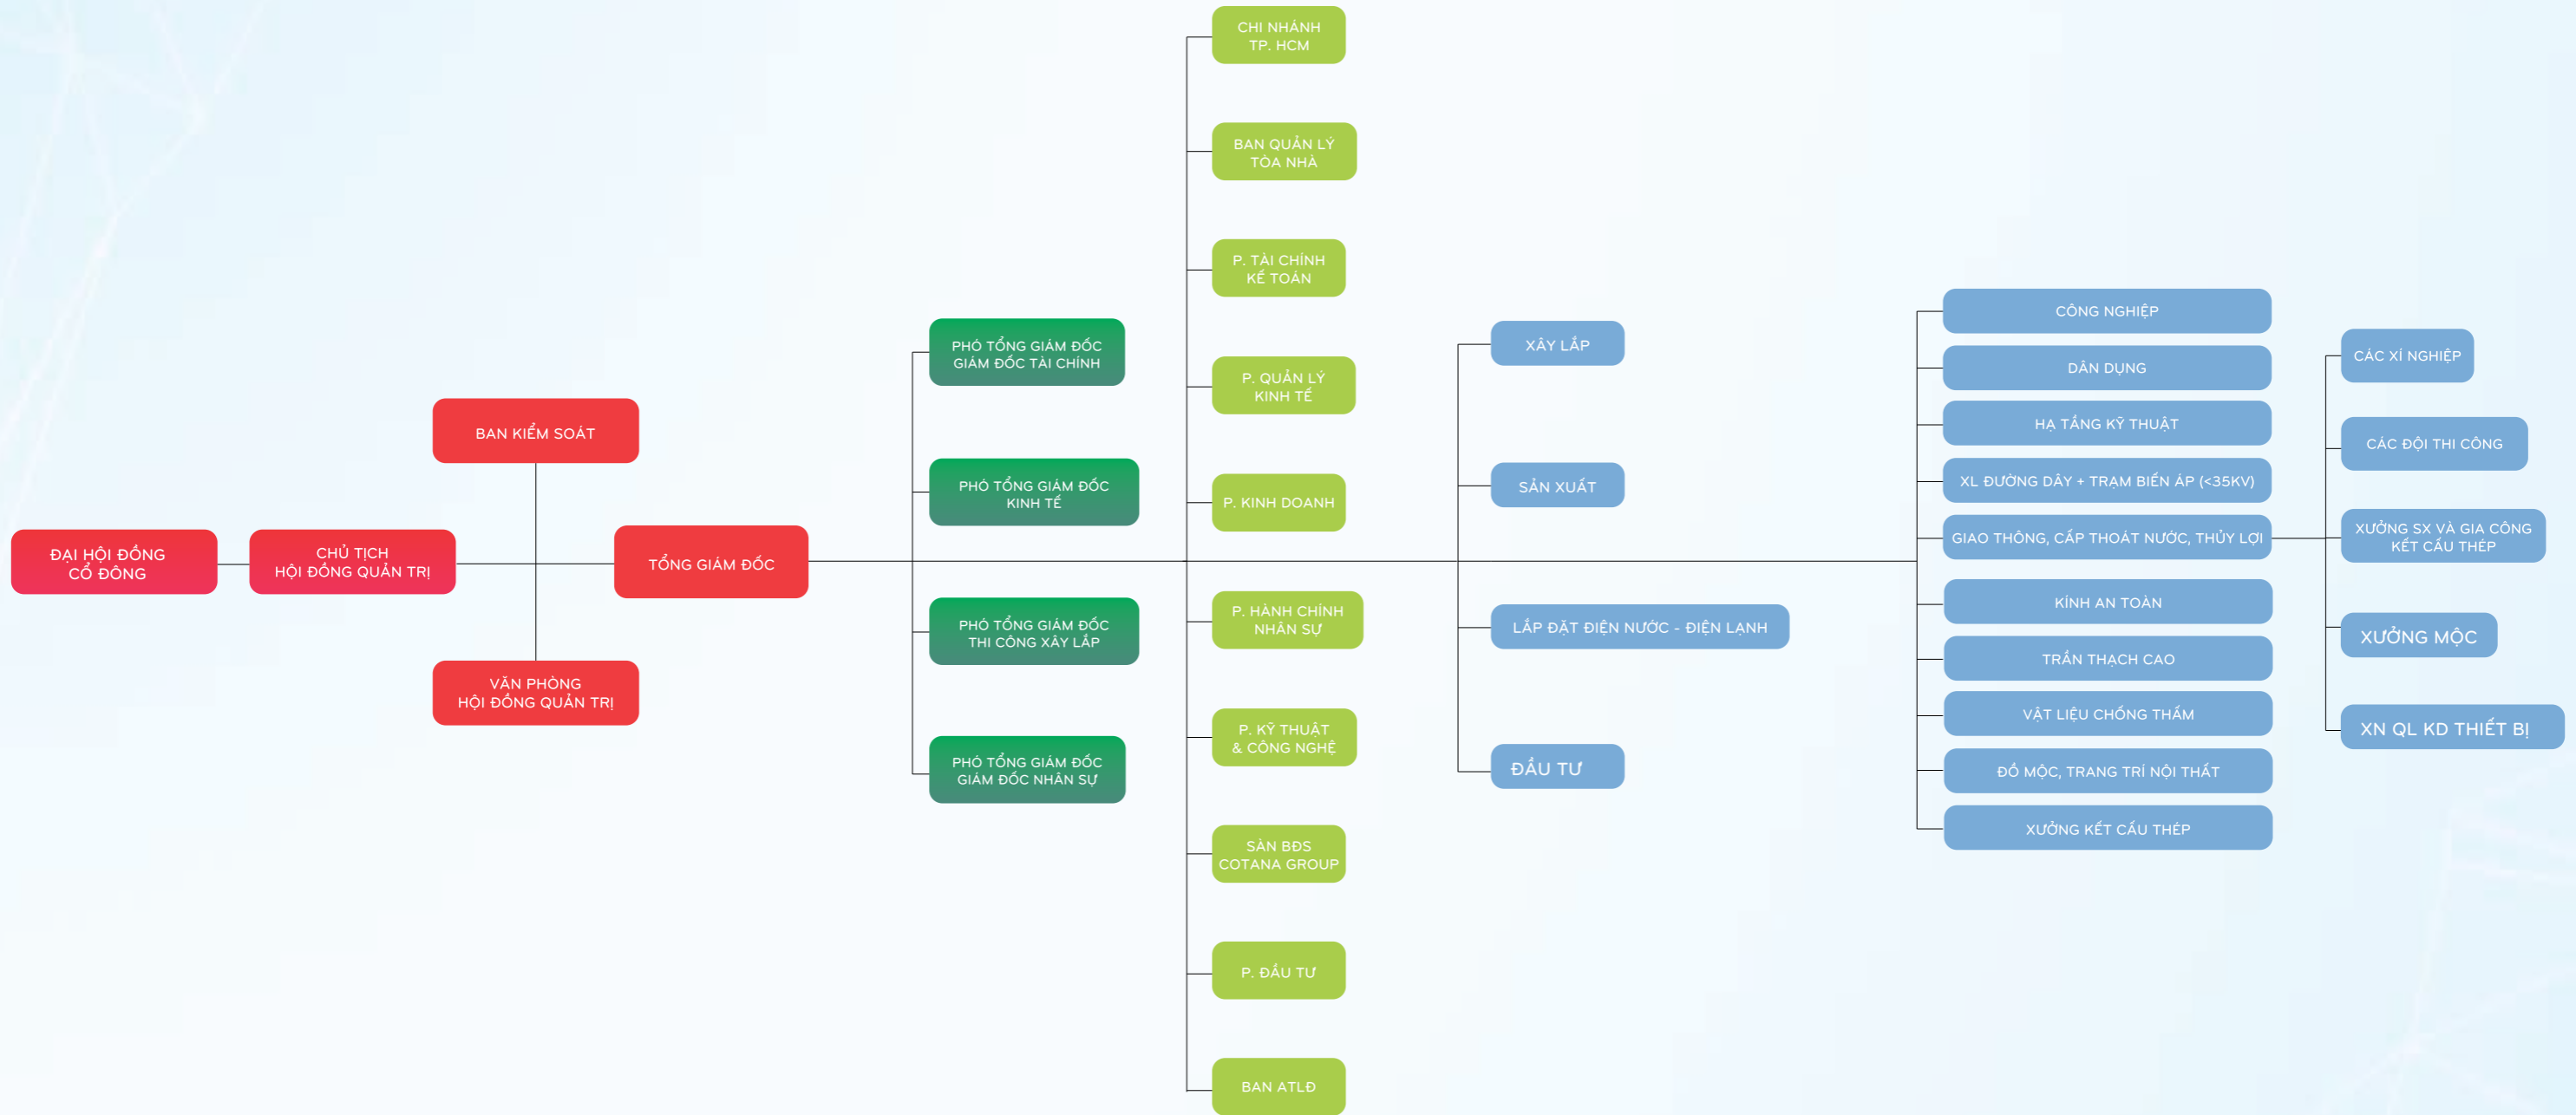 ĐẠI HỘI ĐỒNG
CỔ ĐÔNG
CHỦ TỊCH
HỘI ĐỒNG QUẢN TRỊ
BAN KIỂM SOÁT
VĂN PHÒNG
HỘI ĐỒNG QUẢN TRỊ
TỔNG GIÁM ĐỐC
PHÓ TỔNG GIÁM ĐỐC
GIÁM ĐỐC TÀI CHÍNH
PHÓ TỔNG GIÁM ĐỐC
KINH TẾ
PHÓ TỔNG GIÁM ĐỐC
THI CÔNG XÂY LẮP
PHÓ TỔNG GIÁM ĐỐC
GIÁM ĐỐC NHÂN SỰ
CHI NHÁNH
TP. HCM
BAN QUẢN LÝ
TÒA NHÀ
P. TÀI CHÍNH
KẾ TOÁN
P. QUẢN LÝ
KINH TẾ
P. KINH DOANH
P. HÀNH CHÍNH
NHÂN SỰ
P. KỸ THUẬT
& CÔNG NGHỆ
SÀN BĐS
COTANA GROUP
P. ĐẦU TƯ
BAN ATLĐ
XÂY LẮP
SẢN XUẤT
LẮP ĐẶT ĐIỆN NƯỚC - ĐIỆN LẠNH
ĐẦU TƯ
CÔNG NGHIỆP
DÂN DỤNG
HẠ TẦNG KỸ THUẬT
XL ĐƯỜNG DÂY + TRẠM BIẾN ÁP (<35KV)
GIAO THÔNG, CẤP THOÁT NƯỚC, THỦY LỢI
KÍNH AN TOÀN
TRẦN THẠCH CAO
VẬT LIỆU CHỐNG THẤM
ĐỒ MỘC, TRANG TRÍ NỘI THẤT
XƯỞNG KẾT CẤU THÉP
CÁC XÍ NGHIỆP
CÁC ĐỘI THI CÔNG
XƯỞNG SX VÀ GIA CÔNG
KẾT CẤU THÉP
XƯỞNG MỘC
XN QL KD THIẾT BỊ